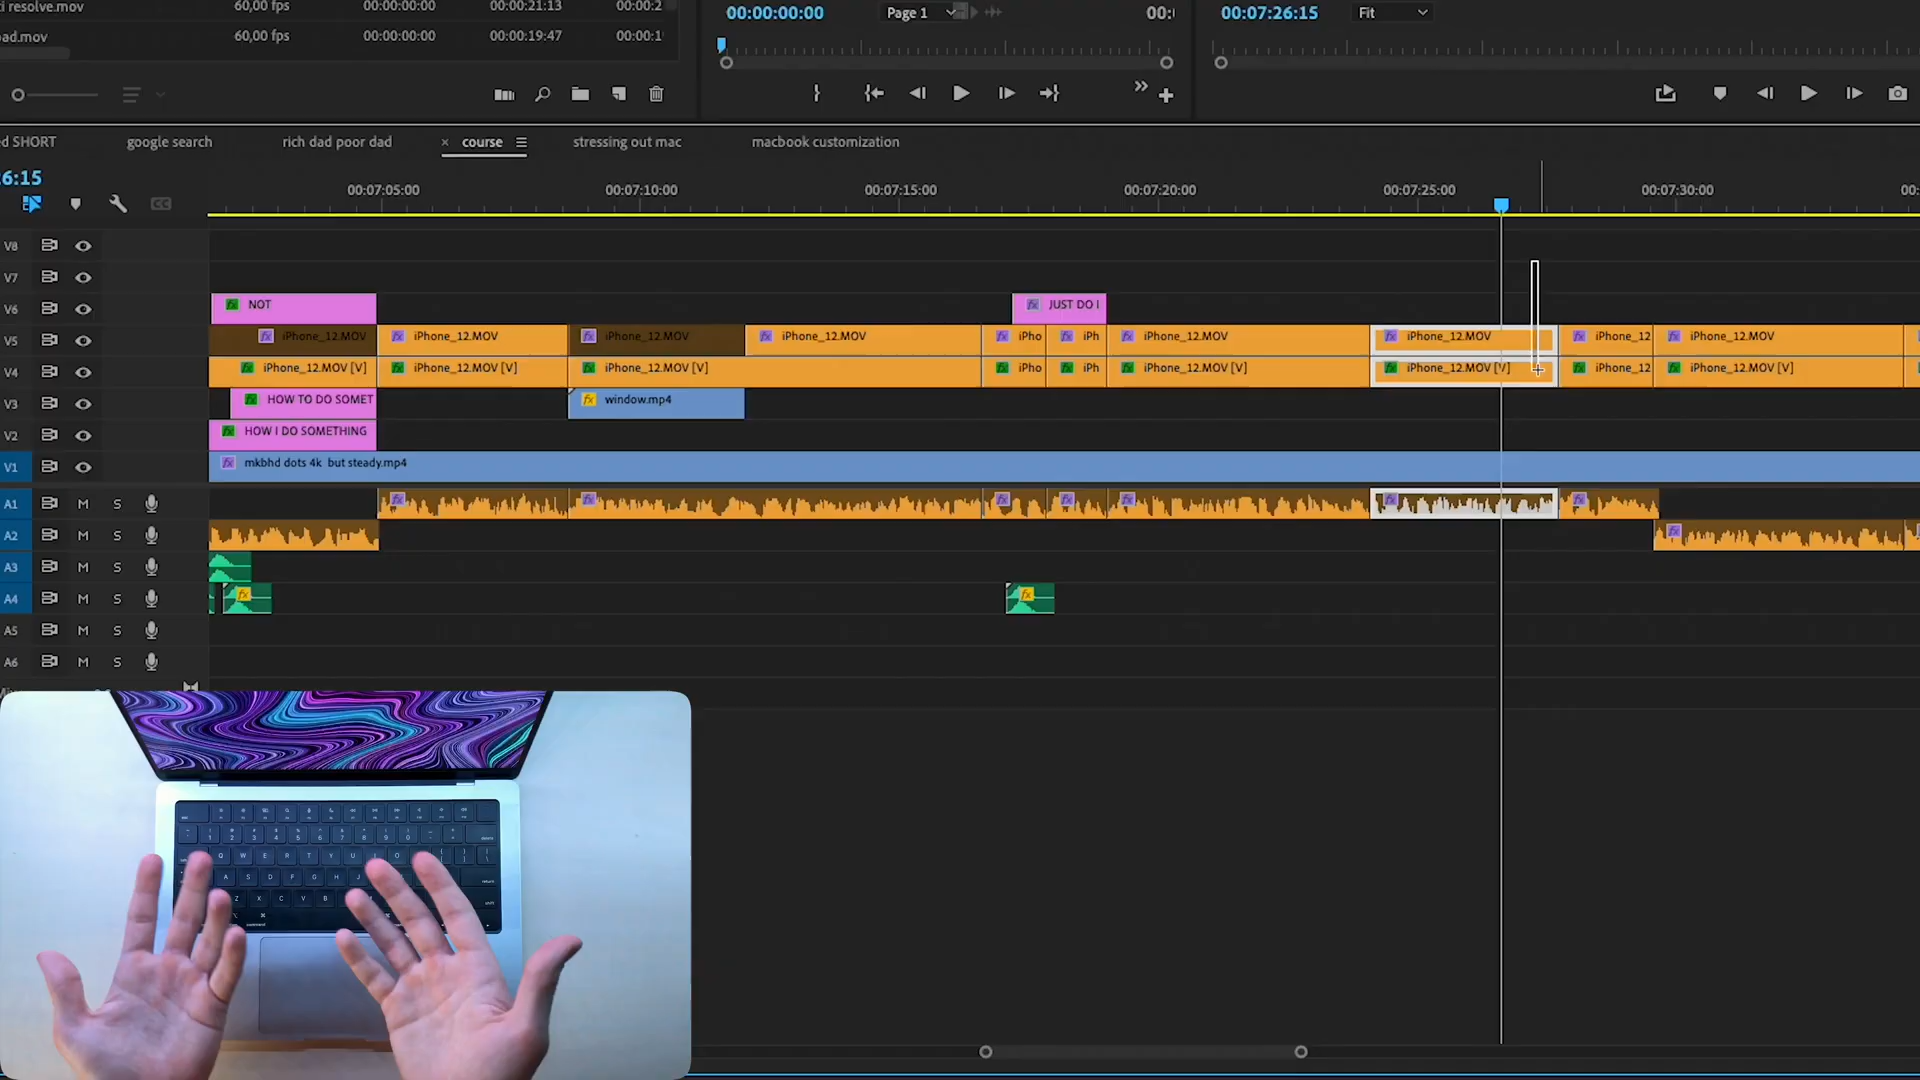 ci resolve.mov 60,00 fps 00:00:00:00 00:00:21:13 00:00:2
oad.mov 60,00 fps 00:00:00:00 00:00:19:47 00:00:1
00:00:00:00 Page 1 00: 00:07:26:15 Fit
ed SHORT google search rich dad poor dad × course stressing out mac macbook customization
6:15
00:07:05:00 00:07:10:00 00:07:15:00 00:07:20:00 00:07:25:00 00:07:30:00 00:
CC
V8
V7
V6 NOT JUST DO I
V5 iPhone_12.MOV iPhone_12.MOV iPhone_12.MOV iPhone_12.MOV iPho iPh iPhone_12.MOV iPhone_12.MOV iPhone_12 iPhone_12.MOV
V4 iPhone_12.MOV [V] iPhone_12.MOV [V] iPhone_12.MOV [V] iPho iPh iPhone_12.MOV [V] iPhone_12.MOV [V] iPhone_12 iPhone_12.MOV [V]
V3 HOW TO DO SOMET window.mp4
V2 HOW I DO SOMETHING
V1 mkbhd dots 4k but steady.mp4
A1 M S
A2 M S
A3 M S
A4 M S
A5 M S
A6 M S